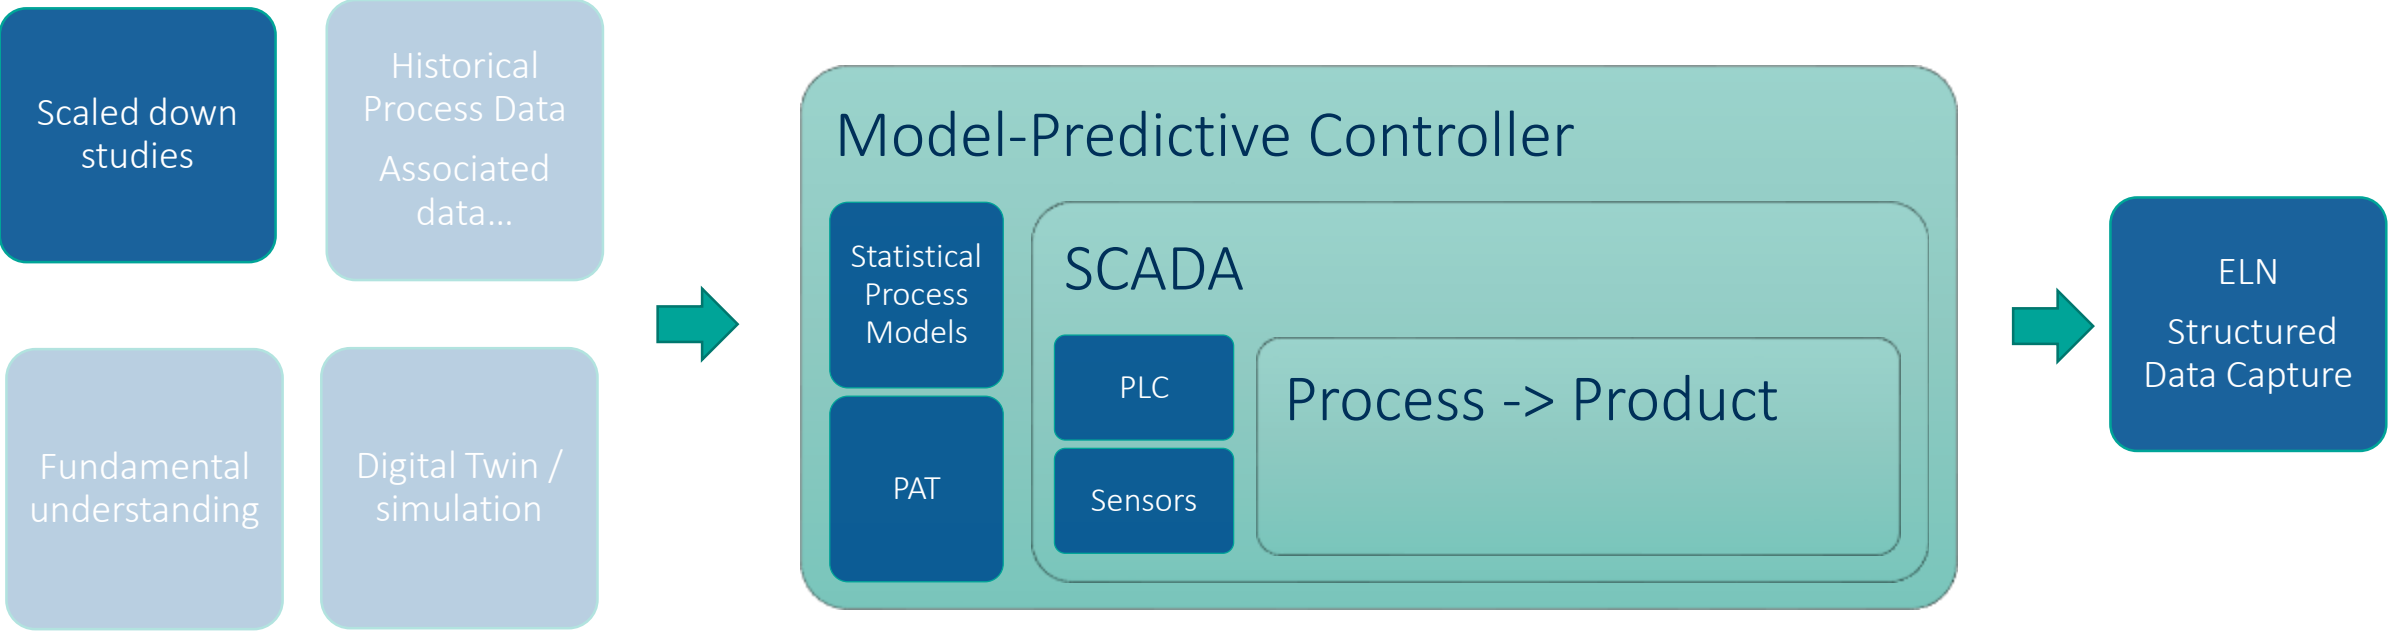 Scaled down
studies
Historical
Process Data
Associated
data...
Fundamental
understanding
Digital Twin /
simulation
Model-Predictive Controller
Statistical
Process
Models
PAT
SCADA
PLC
Sensors
Process -> Product
ELN
Structured
Data Capture